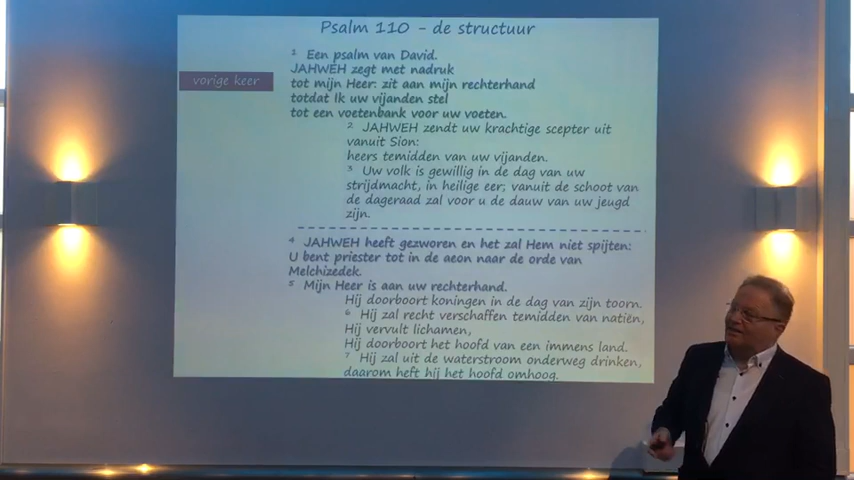 Psalm 110 - de structuur
1 Een psalm van David.
JAHWEH zegt met nadruk
vorige keer
tot mijn Heer: zit aan mijn rechterhand
totdat Ik uw vijanden stel
tot een voetenbank voor uw voeten.
2 JAHWEH zendt uw krachtige scepter uit
vanuit Sion:
heers temidden van uw vijanden.
3 Uw volk is gewillig in de dag van uw
strijdmacht, in heilige eer; vanuit de schoot van
de dageraad zal voor u de dauw van uw jeugd
zijn.
4 JAHWEH heeft gezworen en het zal Hem niet spijten:
U bent priester tot in de aeon naar de orde van
Melchizedek.
5 Mijn Heer is aan uw rechterhand.
Hij doorboort koningen in de dag van zijn toorn.
6 Hij zal recht verschaffen temidden van natiën,
Hij vervult lichamen,
Hij doorboort het hoofd van een immens land.
7 Hij zal uit de waterstroom onderweg drinken,
daarom heft hij het hoofd omhoog.